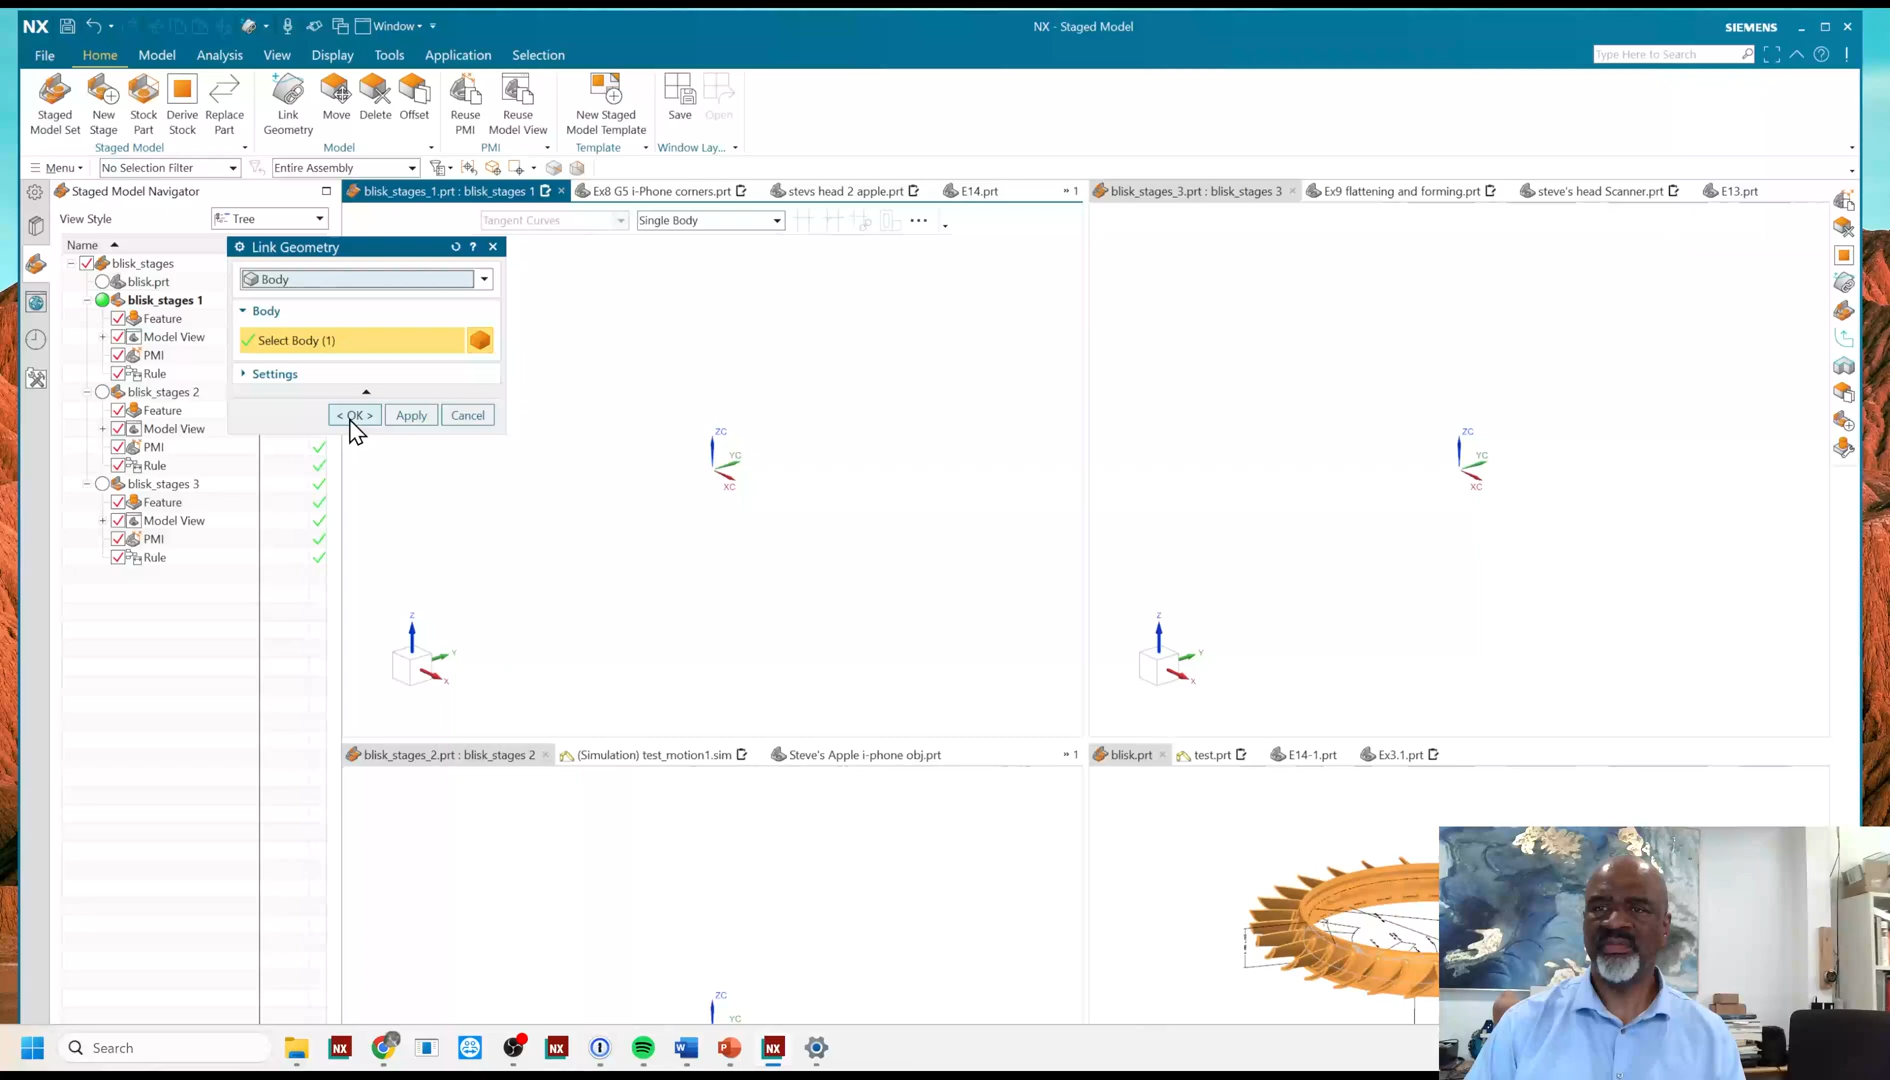 NX
Window
NX - Staged Model
SIEMENS
File
Home
Model
Analysis
View
Display
Tools
Application
Selection
Type Here to Search
Staged
Model Set
New
Stage
Stock
Part
Derive
Stock
Replace
Part
Link
Geometry
Move
Delete
Offset
Reuse
PMI
Reuse
Model View
New Staged
Model Template
Save
Open
Staged Model
Model
PMI
Template
Window Lay...
Menu
No Selection Filter
Entire Assembly
Staged Model Navigator
blisk_stages_1.prt : blisk_stages 1
Ex8 G5 i-Phone corners.prt
stevs head 2 apple.prt
E14.prt
» 1
blisk_stages_3.prt : blisk_stages 3
Ex9 flattening and forming.prt
steve's head Scanner.prt
E13.prt
View Style
Tree
Tangent Curves
Single Body
Name
Link Geometry
Body
Body
Select Body (1)
Settings
< OK >
Apply
Cancel
blisk_stages
blisk.prt
blisk_stages 1
Feature
Model View
PMI
Rule
blisk_stages 2
Feature
Model View
PMI
Rule
blisk_stages 3
Feature
Model View
PMI
Rule
ZC
YC
XC
ZC
YC
XC
Z
Y
X
Z
Y
X
blisk_stages_2.prt : blisk_stages 2
(Simulation) test_motion1.sim
Steve's Apple i-phone obj.prt
» 1
blisk.prt
test.prt
E14-1.prt
Ex3.1.prt
ZC
YC
Search
NX
NX
NX